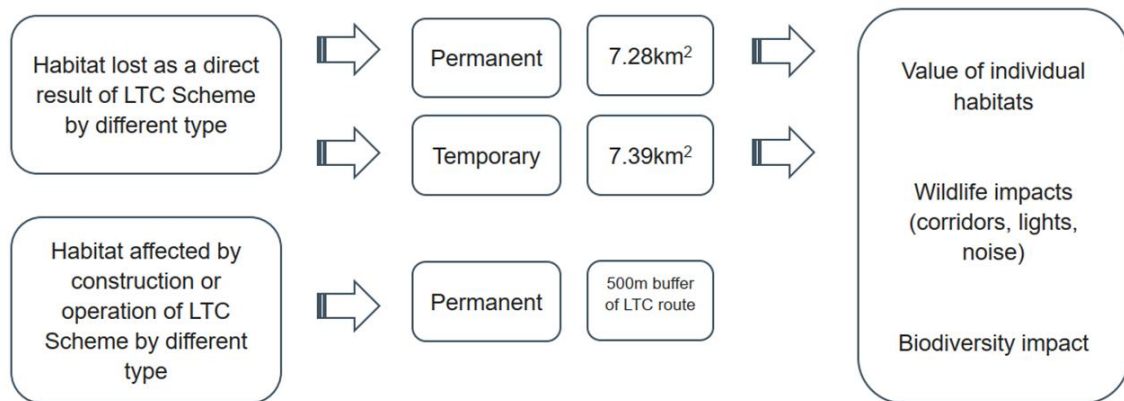 Habitat lost as a direct
result of LTC Scheme
by different type
Permanent
7.28km²
Temporary
7.39km²
Habitat affected by
construction or
operation of LTC
Scheme by different
type
Permanent
500m buffer
of LTC route
Value of individual
habitats
Wildlife impacts
(corridors, lights,
noise)
Biodiversity impact